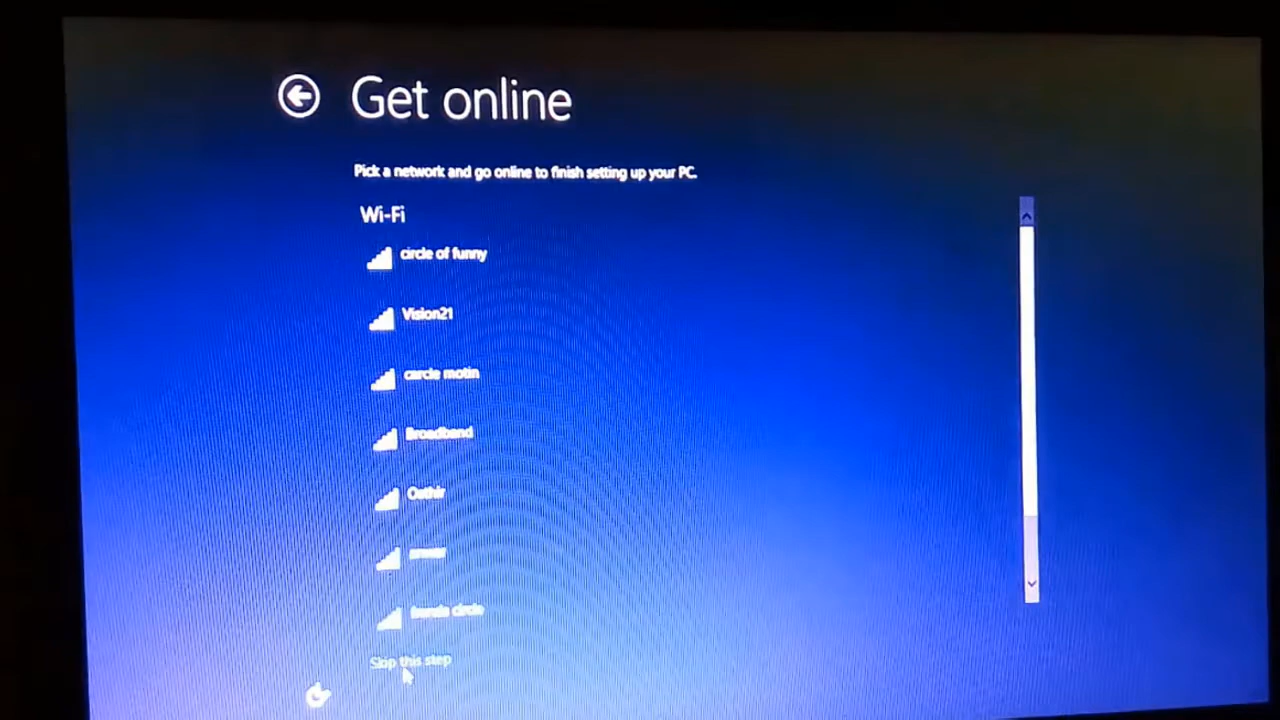 Get online
Pick a network and go online to finish setting up your PC.
Wi-Fi
circle of funny
Vision21
carcle motin
Broadband
circle
Skip this step